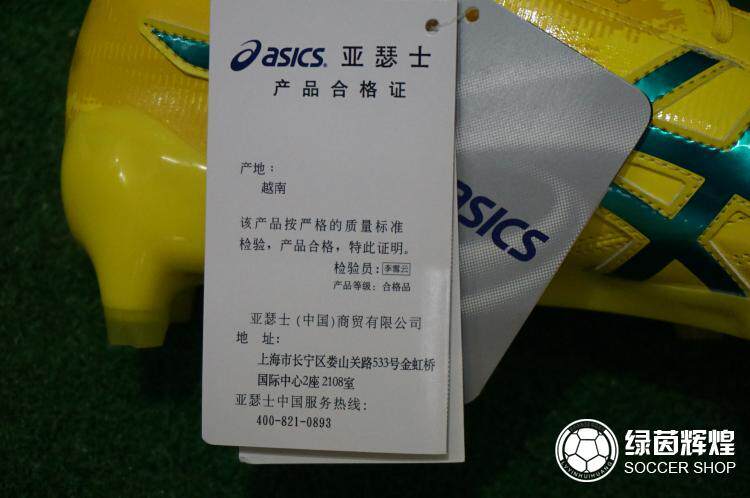 asics 亚瑟士
产品合格证
产地：
越南
该产品按严格的质量标准
检验，产品合格，特此证明。
检验员：李雪云
产品等级：合格品
亚瑟士（中国）商贸有限公司
地 址：
上海市长宁区娄山关路533号金虹桥
国际中心2座 2108室
亚瑟士中国服务热线：
400-821-0893
asics
绿茵辉煌
SOCCER SHOP